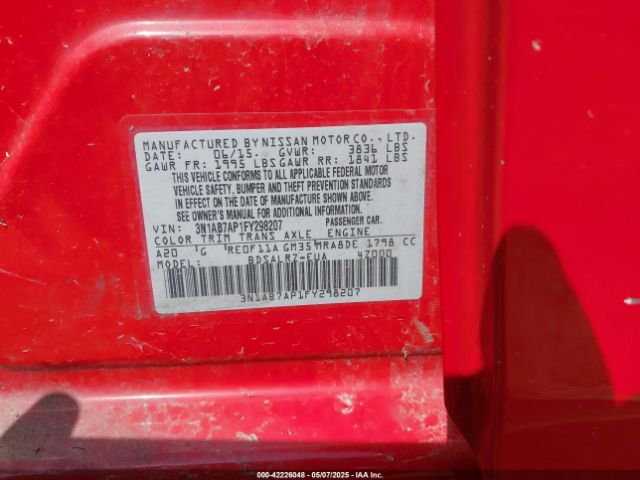 MANUFACTURED BY NISSAN MOTOR CO., LTD.
DATE: 06/15. GVWR: 3836 LBS
GAWR FR: 1995 LBS GAWR RR: 1841 LBS
THIS VEHICLE CONFORMS TO ALL APPLICABLE FEDERAL MOTOR
VEHICLE SAFETY, BUMPER AND THEFT PREVENTION STANDARDS
IN EFFECT ON THE DATE OF MANUFACTURE SHOWN ABOVE.
SEE OWNER'S MANUAL FOR ADDITIONAL INFORMATION.
VIN: 3N1AB7AP1FY298207 PASSENGER CAR.
COLOR TRIM TRANS AXLE ENGINE
A20 G RE0F11A GM35 MRA8DE 1798 CC
MODEL: BDSALRZ-EUA 4Z000
3N1AB7AP1FY298207
000-42226048 - 05/07/2025 - IAA Inc.